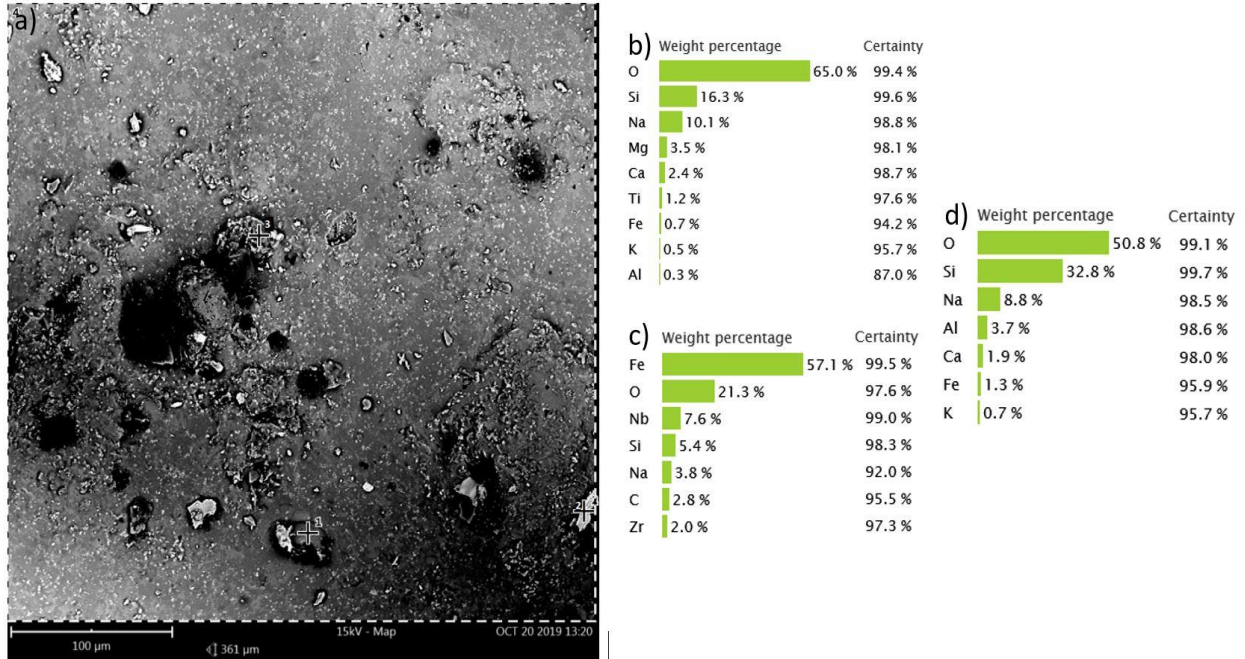 a)
4
3
2
1
15kV - Map
OCT 20 2019 13:20
100 µm
361 µm
b) Weight percentage Certainty
O 65.0 % 99.4 %
Si 16.3 % 99.6 %
Na 10.1 % 98.8 %
Mg 3.5 % 98.1 %
Ca 2.4 % 98.7 %
Ti 1.2 % 97.6 %
Fe 0.7 % 94.2 %
K 0.5 % 95.7 %
Al 0.3 % 87.0 %
c) Weight percentage Certainty
Fe 57.1 % 99.5 %
O 21.3 % 97.6 %
Nb 7.6 % 99.0 %
Si 5.4 % 98.3 %
Na 3.8 % 92.0 %
C 2.8 % 95.5 %
Zr 2.0 % 97.3 %
d) Weight percentage Certainty
O 50.8 % 99.1 %
Si 32.8 % 99.7 %
Na 8.8 % 98.5 %
Al 3.7 % 98.6 %
Ca 1.9 % 98.0 %
Fe 1.3 % 95.9 %
K 0.7 % 95.7 %